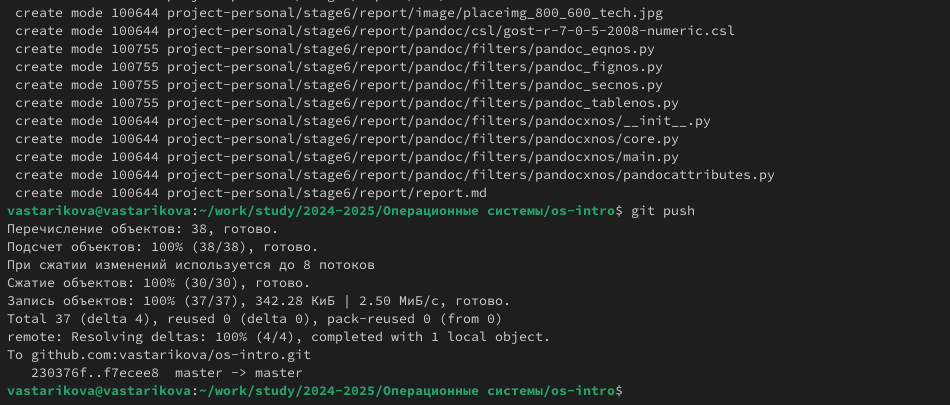 create mode 100644 project-personal/stage6/report/image/placeimg_800_600_tech.jpg
create mode 100644 project-personal/stage6/report/pandoc/csl/gost-r-7-0-5-2008-numeric.csl
create mode 100755 project-personal/stage6/report/pandoc/filters/pandoc_eqnos.py
create mode 100755 project-personal/stage6/report/pandoc/filters/pandoc_fignos.py
create mode 100755 project-personal/stage6/report/pandoc/filters/pandoc_secnos.py
create mode 100755 project-personal/stage6/report/pandoc/filters/pandoc_tablenos.py
create mode 100644 project-personal/stage6/report/pandoc/filters/pandocxnos/__init__.py
create mode 100644 project-personal/stage6/report/pandoc/filters/pandocxnos/core.py
create mode 100644 project-personal/stage6/report/pandoc/filters/pandocxnos/main.py
create mode 100644 project-personal/stage6/report/pandoc/filters/pandocxnos/pandocattributes.py
create mode 100644 project-personal/stage6/report/report.md
vastarikova@vastarikova:~/work/study/2024-2025/Операционные системы/os-intro$ git push
Перечисление объектов: 38, готово.
Подсчет объектов: 100% (38/38), готово.
При сжатии изменений используется до 8 потоков
Сжатие объектов: 100% (30/30), готово.
Запись объектов: 100% (37/37), 342.28 КиБ | 2.50 МиБ/с, готово.
Total 37 (delta 4), reused 0 (delta 0), pack-reused 0 (from 0)
remote: Resolving deltas: 100% (4/4), completed with 1 local object.
To github.com:vastarikova/os-intro.git
   230376f..f7ecee8  master -> master
vastarikova@vastarikova:~/work/study/2024-2025/Операционные системы/os-intro$